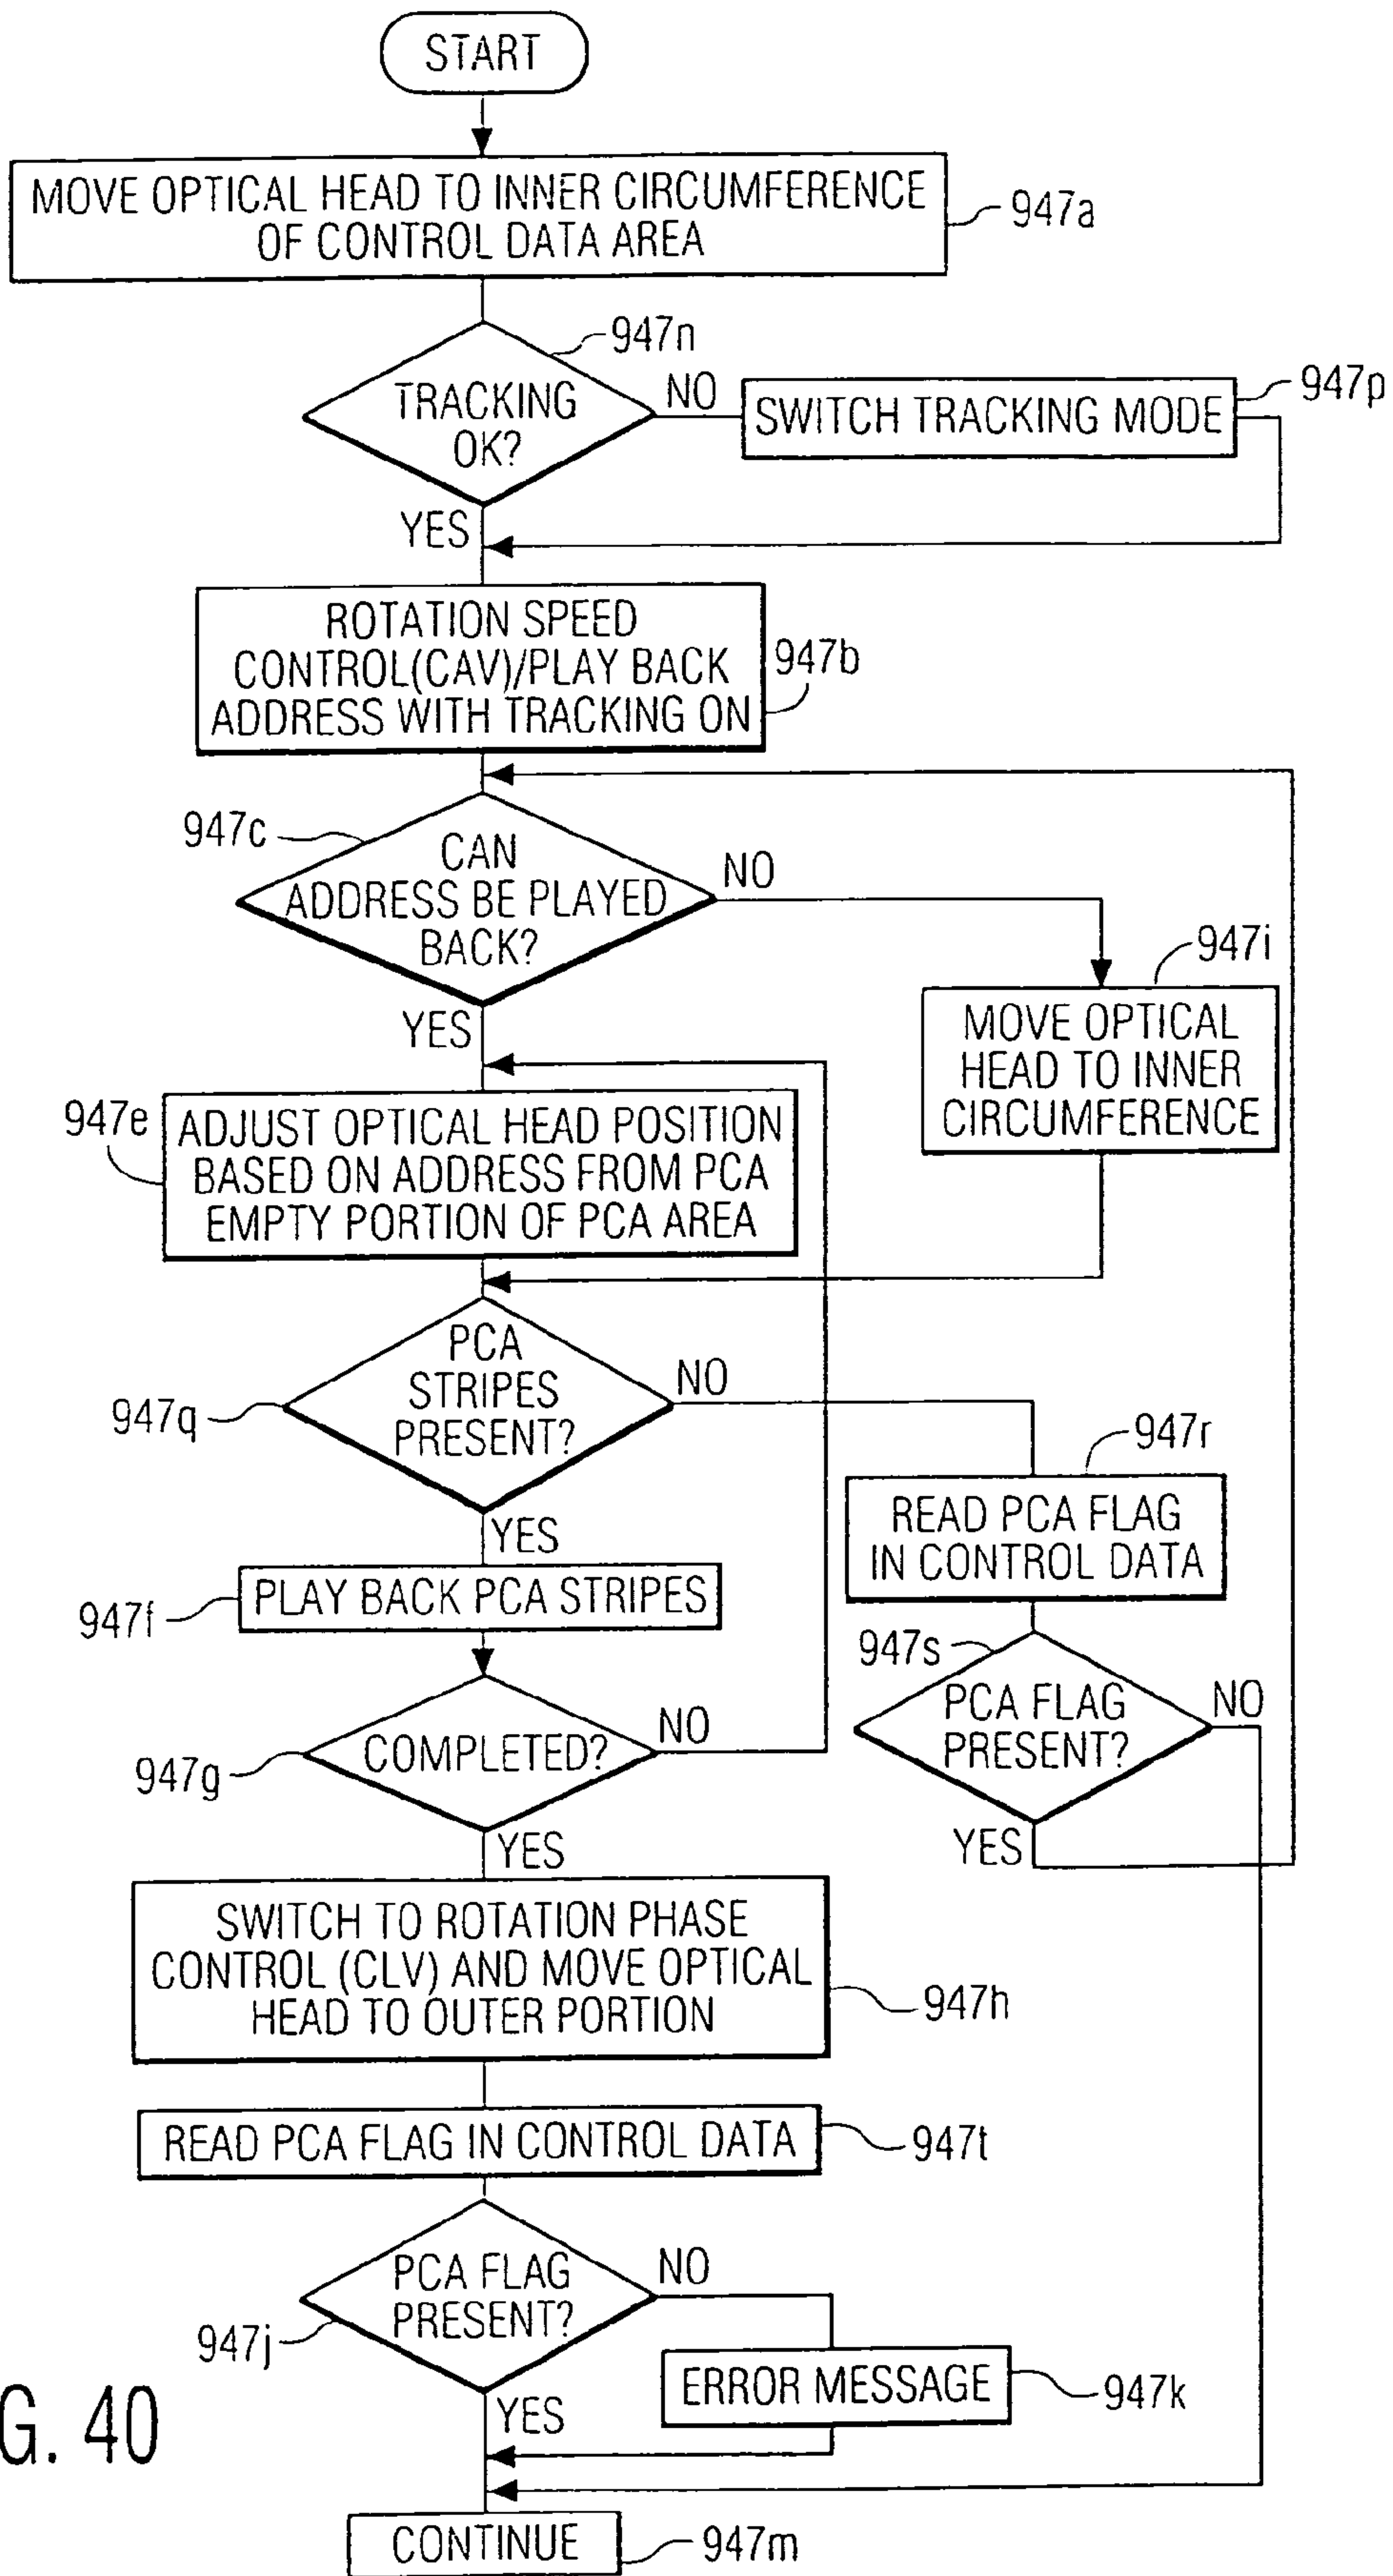 START
MOVE OPTICAL HEAD TO INNER CIRCUMFERENCE
OF CONTROL DATA AREA
947a
947n
TRACKING
OK?
NO
SWITCH TRACKING MODE
947p
YES
ROTATION SPEED
CONTROL(CAV)/PLAY BACK
ADDRESS WITH TRACKING ON
947b
947c
CAN
ADDRESS BE PLAYED
BACK?
NO
947i
MOVE OPTICAL
HEAD TO INNER
CIRCUMFERENCE
YES
947e
ADJUST OPTICAL HEAD POSITION
BASED ON ADDRESS FROM PCA
EMPTY PORTION OF PCA AREA
PCA
STRIPES
PRESENT?
NO
947q
947r
READ PCA FLAG
IN CONTROL DATA
YES
PLAY BACK PCA STRIPES
947f
947s
PCA FLAG
PRESENT?
NO
YES
COMPLETED?
NO
947g
YES
SWITCH TO ROTATION PHASE
CONTROL (CLV) AND MOVE OPTICAL
HEAD TO OUTER PORTION
947h
READ PCA FLAG IN CONTROL DATA
947t
PCA FLAG
PRESENT?
NO
947j
ERROR MESSAGE
947k
YES
G. 40
CONTINUE
947m